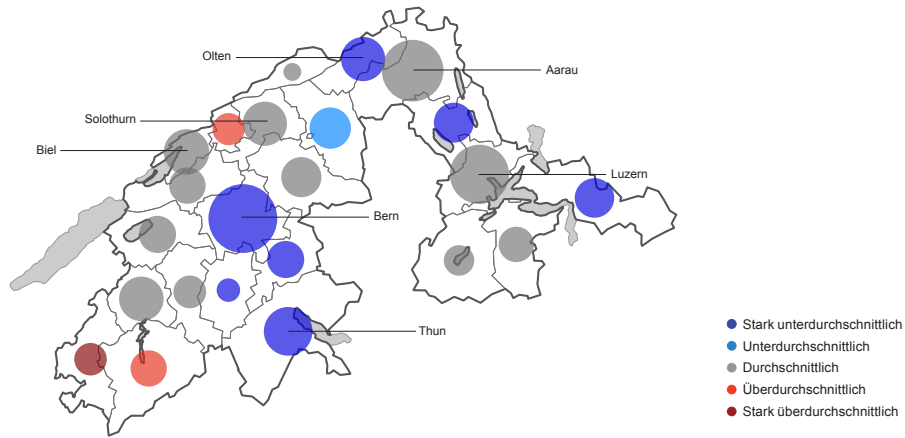 Olten
Aarau
Solothurn
Biel
Luzern
Bern
Thun
Stark unterdurchschnittlich
Unterdurchschnittlich
Durchschnittlich
Überdurchschnittlich
Stark überdurchschnittlich